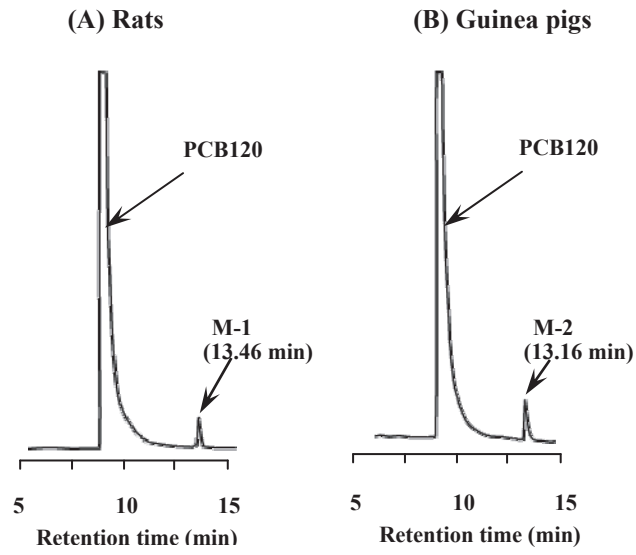 (A) Rats
PCB120
M-1
(13.46 min)
5 10 15
Retention time (min)
(B) Guinea pigs
PCB120
M-2
(13.16 min)
5 10 15
Retention time (min)